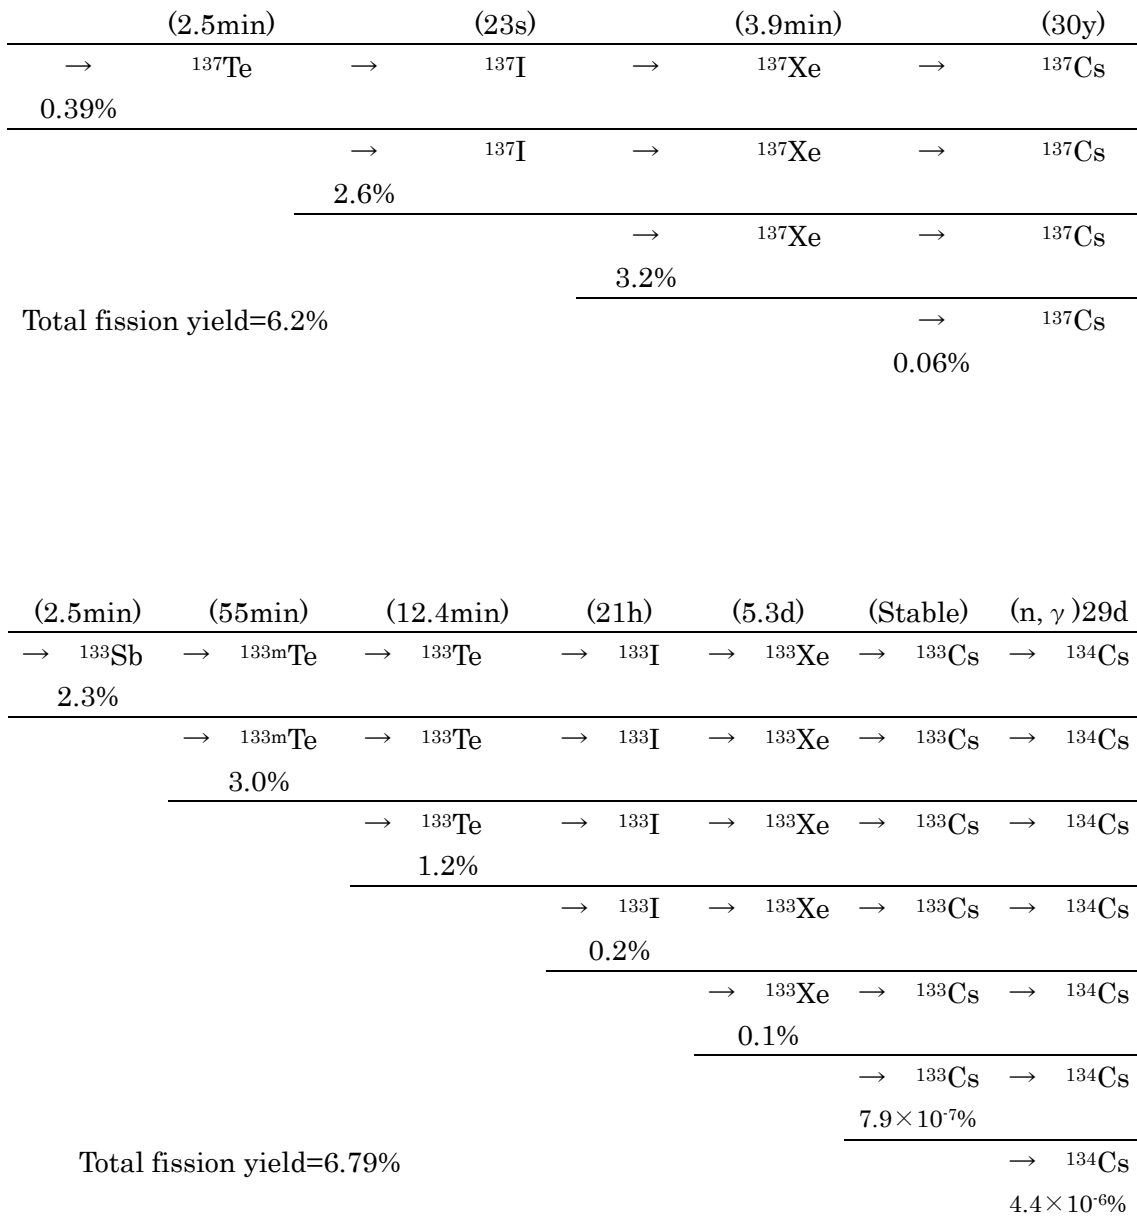 (2.5min) (23s) (3.9min) (30y)
→ ¹³⁷Te → ¹³⁷I → ¹³⁷Xe → ¹³⁷Cs
0.39%
→ ¹³⁷I → ¹³⁷Xe → ¹³⁷Cs
2.6%
→ ¹³⁷Xe → ¹³⁷Cs
3.2%
Total fission yield=6.2% → ¹³⁷Cs
0.06%
(2.5min) (55min) (12.4min) (21h) (5.3d) (Stable) (n, γ)29d
→ ¹³³Sb → ¹³³ᵐTe → ¹³³Te → ¹³³I → ¹³³Xe → ¹³³Cs → ¹³⁴Cs
2.3%
→ ¹³³ᵐTe → ¹³³Te → ¹³³I → ¹³³Xe → ¹³³Cs → ¹³⁴Cs
3.0%
→ ¹³³Te → ¹³³I → ¹³³Xe → ¹³³Cs → ¹³⁴Cs
1.2%
→ ¹³³I → ¹³³Xe → ¹³³Cs → ¹³⁴Cs
0.2%
→ ¹³³Xe → ¹³³Cs → ¹³⁴Cs
0.1%
→ ¹³³Cs → ¹³⁴Cs
7.9×10⁻⁷%
Total fission yield=6.79% → ¹³⁴Cs
4.4×10⁻⁶%